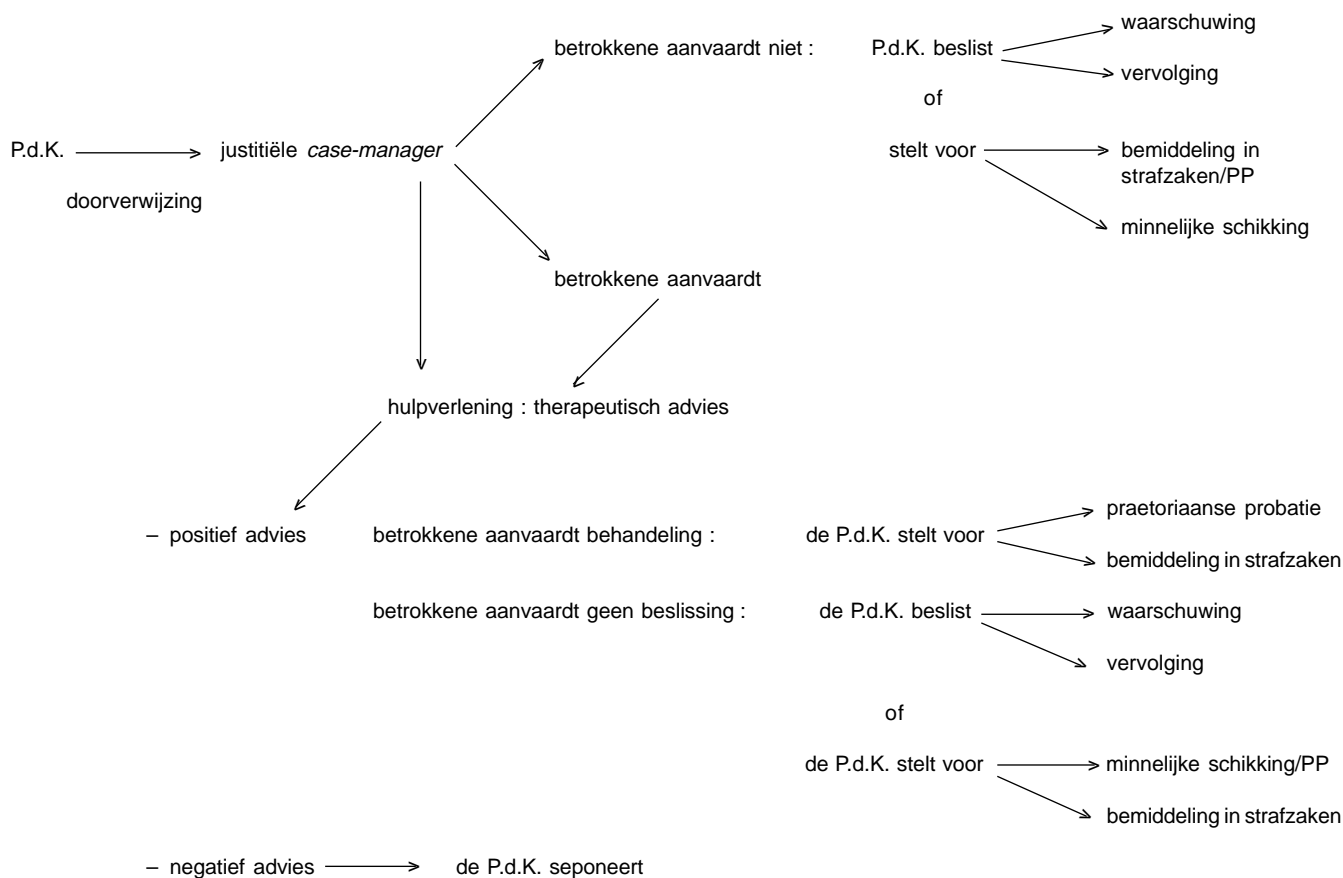 waarschuwing
betrokkene aanvaardt niet : P.d.K. beslist
vervolging
of
P.d.K. justitiële case-manager stelt voor bemiddeling in
strafzaken/PP
doorverwijzing
minnelijke schikking
betrokkene aanvaardt
hulpverlening : therapeutisch advies
praetoriaanse probatie
– positief advies betrokkene aanvaardt behandeling : de P.d.K. stelt voor
bemiddeling in strafzaken
betrokkene aanvaardt geen beslissing : de P.d.K. beslist waarschuwing
vervolging
of
de P.d.K. stelt voor minnelijke schikking/PP
bemiddeling in strafzaken
– negatief advies de P.d.K. seponeert